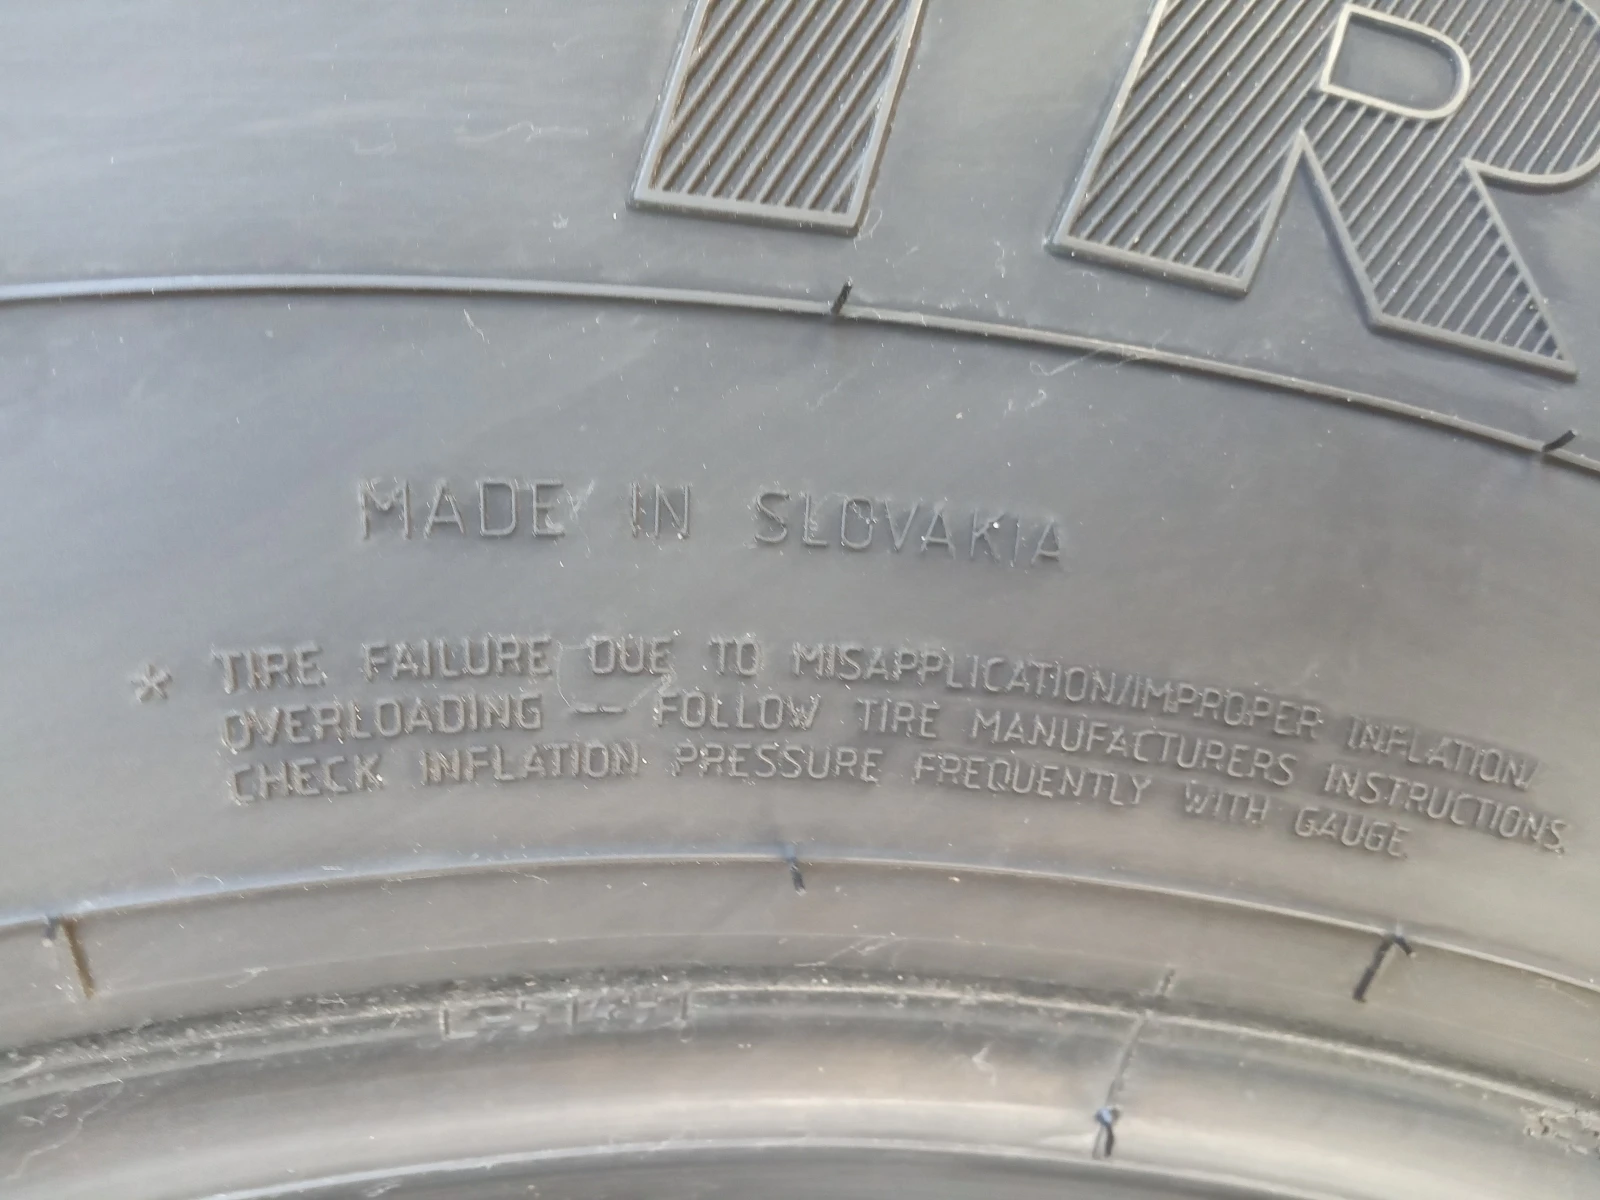 IR
MADE IN SLOVAKIA
* TIRE FAILURE DUE TO MISAPPLICATION/IMPROPER INFLATION/
OVERLOADING — FOLLOW TIRE MANUFACTURERS INSTRUCTIONS.
CHECK INFLATION PRESSURE FREQUENTLY WITH GAUGE